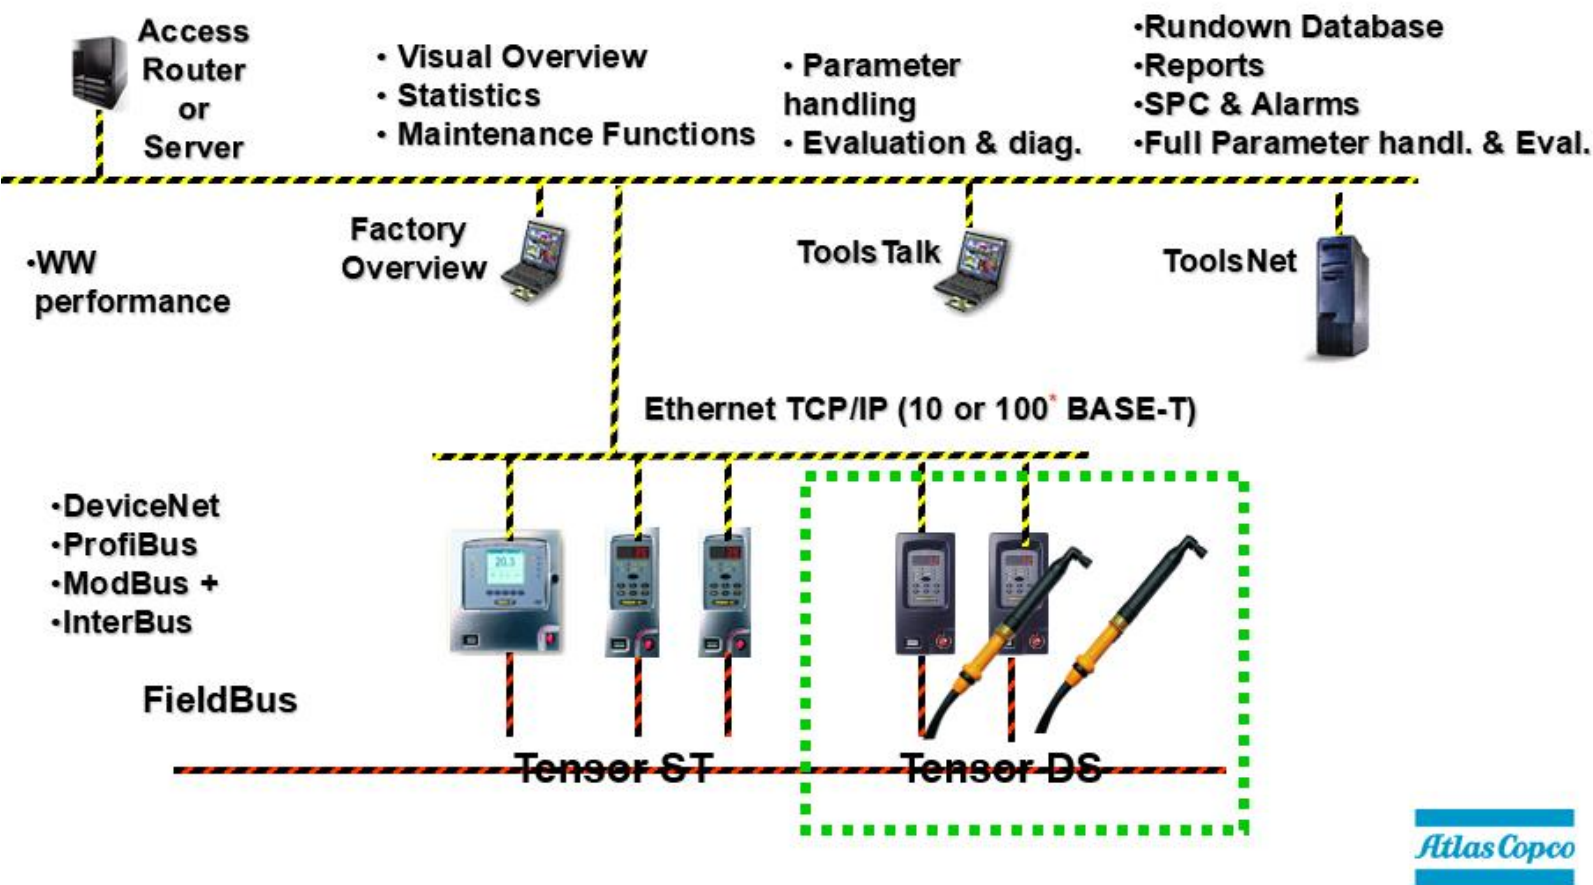 Access
Router
or
Server
• Visual Overview
• Statistics
• Maintenance Functions
• Parameter
handling
• Evaluation & diag.
•Rundown Database
•Reports
•SPC & Alarms
•Full Parameter handl. & Eval.
•WW
performance
Factory
Overview
ToolsTalk
ToolsNet
Ethernet TCP/IP (10 or 100* BASE-T)
•DeviceNet
•ProfiBus
•ModBus +
•InterBus
20.3
FieldBus
Tensor ST
Tensor DS
Atlas Copco